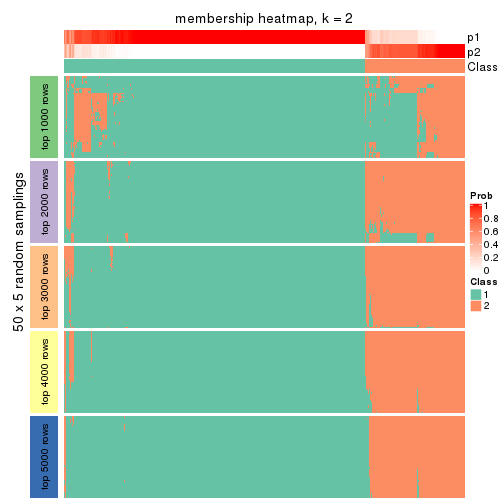 membership heatmap, k = 2
p1
p2
Class
50 x 5 random samplings
top 1000 rows
top 2000 rows
top 3000 rows
top 4000 rows
top 5000 rows
Prob
1
0.8
0.6
0.4
0.2
0
Class
1
2